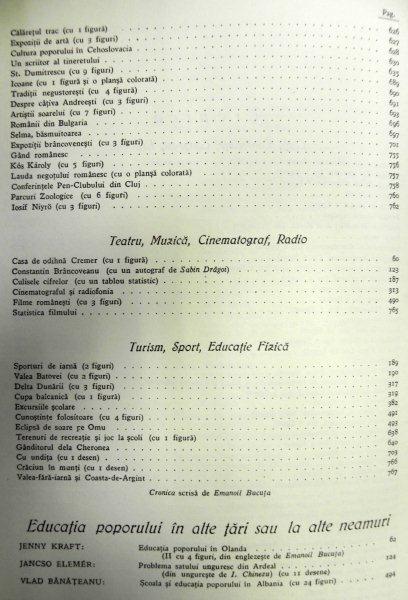 Pag.
Călărețul trac (cu 1 figură) 626
Expoziții de artă (cu 3 figuri) 627
Cultura poporului în Cehoslovacia 628
Un scriitor al tineretului 633
St. Dumitrescu (cu 9 figuri) 635
Icoane (cu 1 figură și o planșă colorată) 689
Tradiții negustorești (cu 4 figuri) 690
Despre câțiva Andreești (cu 3 figuri) 691
Artiștii soarelui (cu 7 figuri) 693
Românii din Bulgaria 696
Selma, băsmuitoarea 697
Expoziții brâncovenești (cu 3 figuri) 701
Gând românesc 755
Kós Károly (cu 5 figuri) 756
Lauda negoțului românesc (cu o planșă colorată) 757
Conferințele Pen-Clubului din Cluj 758
Parcuri Zoologice (cu 6 figuri) 760
Iosif Niyrö (cu 3 figuri) 762
Teatru, Muzică, Cinematograf, Radio
Casa de odihnă Cremer (cu 1 figură) 60
Constantin Brâncoveanu (cu un autograf de Sabin Drăgoi) 123
Culisele cifrelor (cu un tablou statistic) 187
Cinematograful și radiofonia 313
Filme românești (cu 3 figuri) 490
Statistica filmului 765
Turism, Sport, Educație Fizică
Sporturi de iarnă (2 figuri) 189
Valea Batovei (cu 2 figuri) 190
Delta Dunării (cu 3 figuri) 317
Cupa balcanică (cu 1 figură) 319
Excursiile școlare 382
Cunoștințe folositoare (cu 4 figuri) 491
Eclipsă de soare pe Omu 493
Terenuri de recreație și joc la școli (cu 1 figură) 638
Gânditorul dela Cheronea 640
Cu undița (cu 1 desen) 703
Crăciun în munți (cu 1 desen) 766
Valea-fără-iarnă și Coasta-de-Argint 767
Cronica scrisă de Emanoil Bucuța
Educația poporului în alte țări sau la alte neamuri
JENNY KRAFT: Educația poporului în Olanda 62
(II cu 4 figuri, din englezește de Emanoil Bucuța)
JANCSO ELEMÉR: Problema satului unguresc din Ardeal 124
(din ungurește de I. Chinezu) (cu 11 desene)
VLAD BĂNĂȚEANU: Școala și educația poporului în Albania (cu 24 figuri) 494